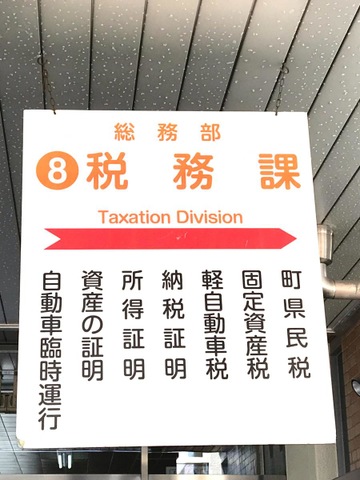 総務部
8 税務課
Taxation Division
町県民税
固定資産税
軽自動車税
納税証明
所得証明
資産の証明
自動車臨時運行